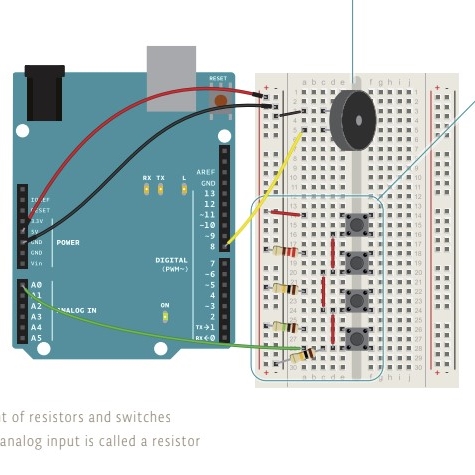 RESET
+ -
a b c d e
f g h i j
+ -
AREF
GND
RX TX
L
13
12
IOREF
~11
RESET
~10
3.3V
~9
5V
8
GND
POWER
GND
Vin
DIGITAL
(PWM~)
7
~6
~5
A0
4
A1
~3
A2
ANALOG IN
ON
2
A3
TX→1
A4
RX←0
A5
+ -
a b c d e
f g h i j
+ -
t of resistors and switches
analog input is called a resistor